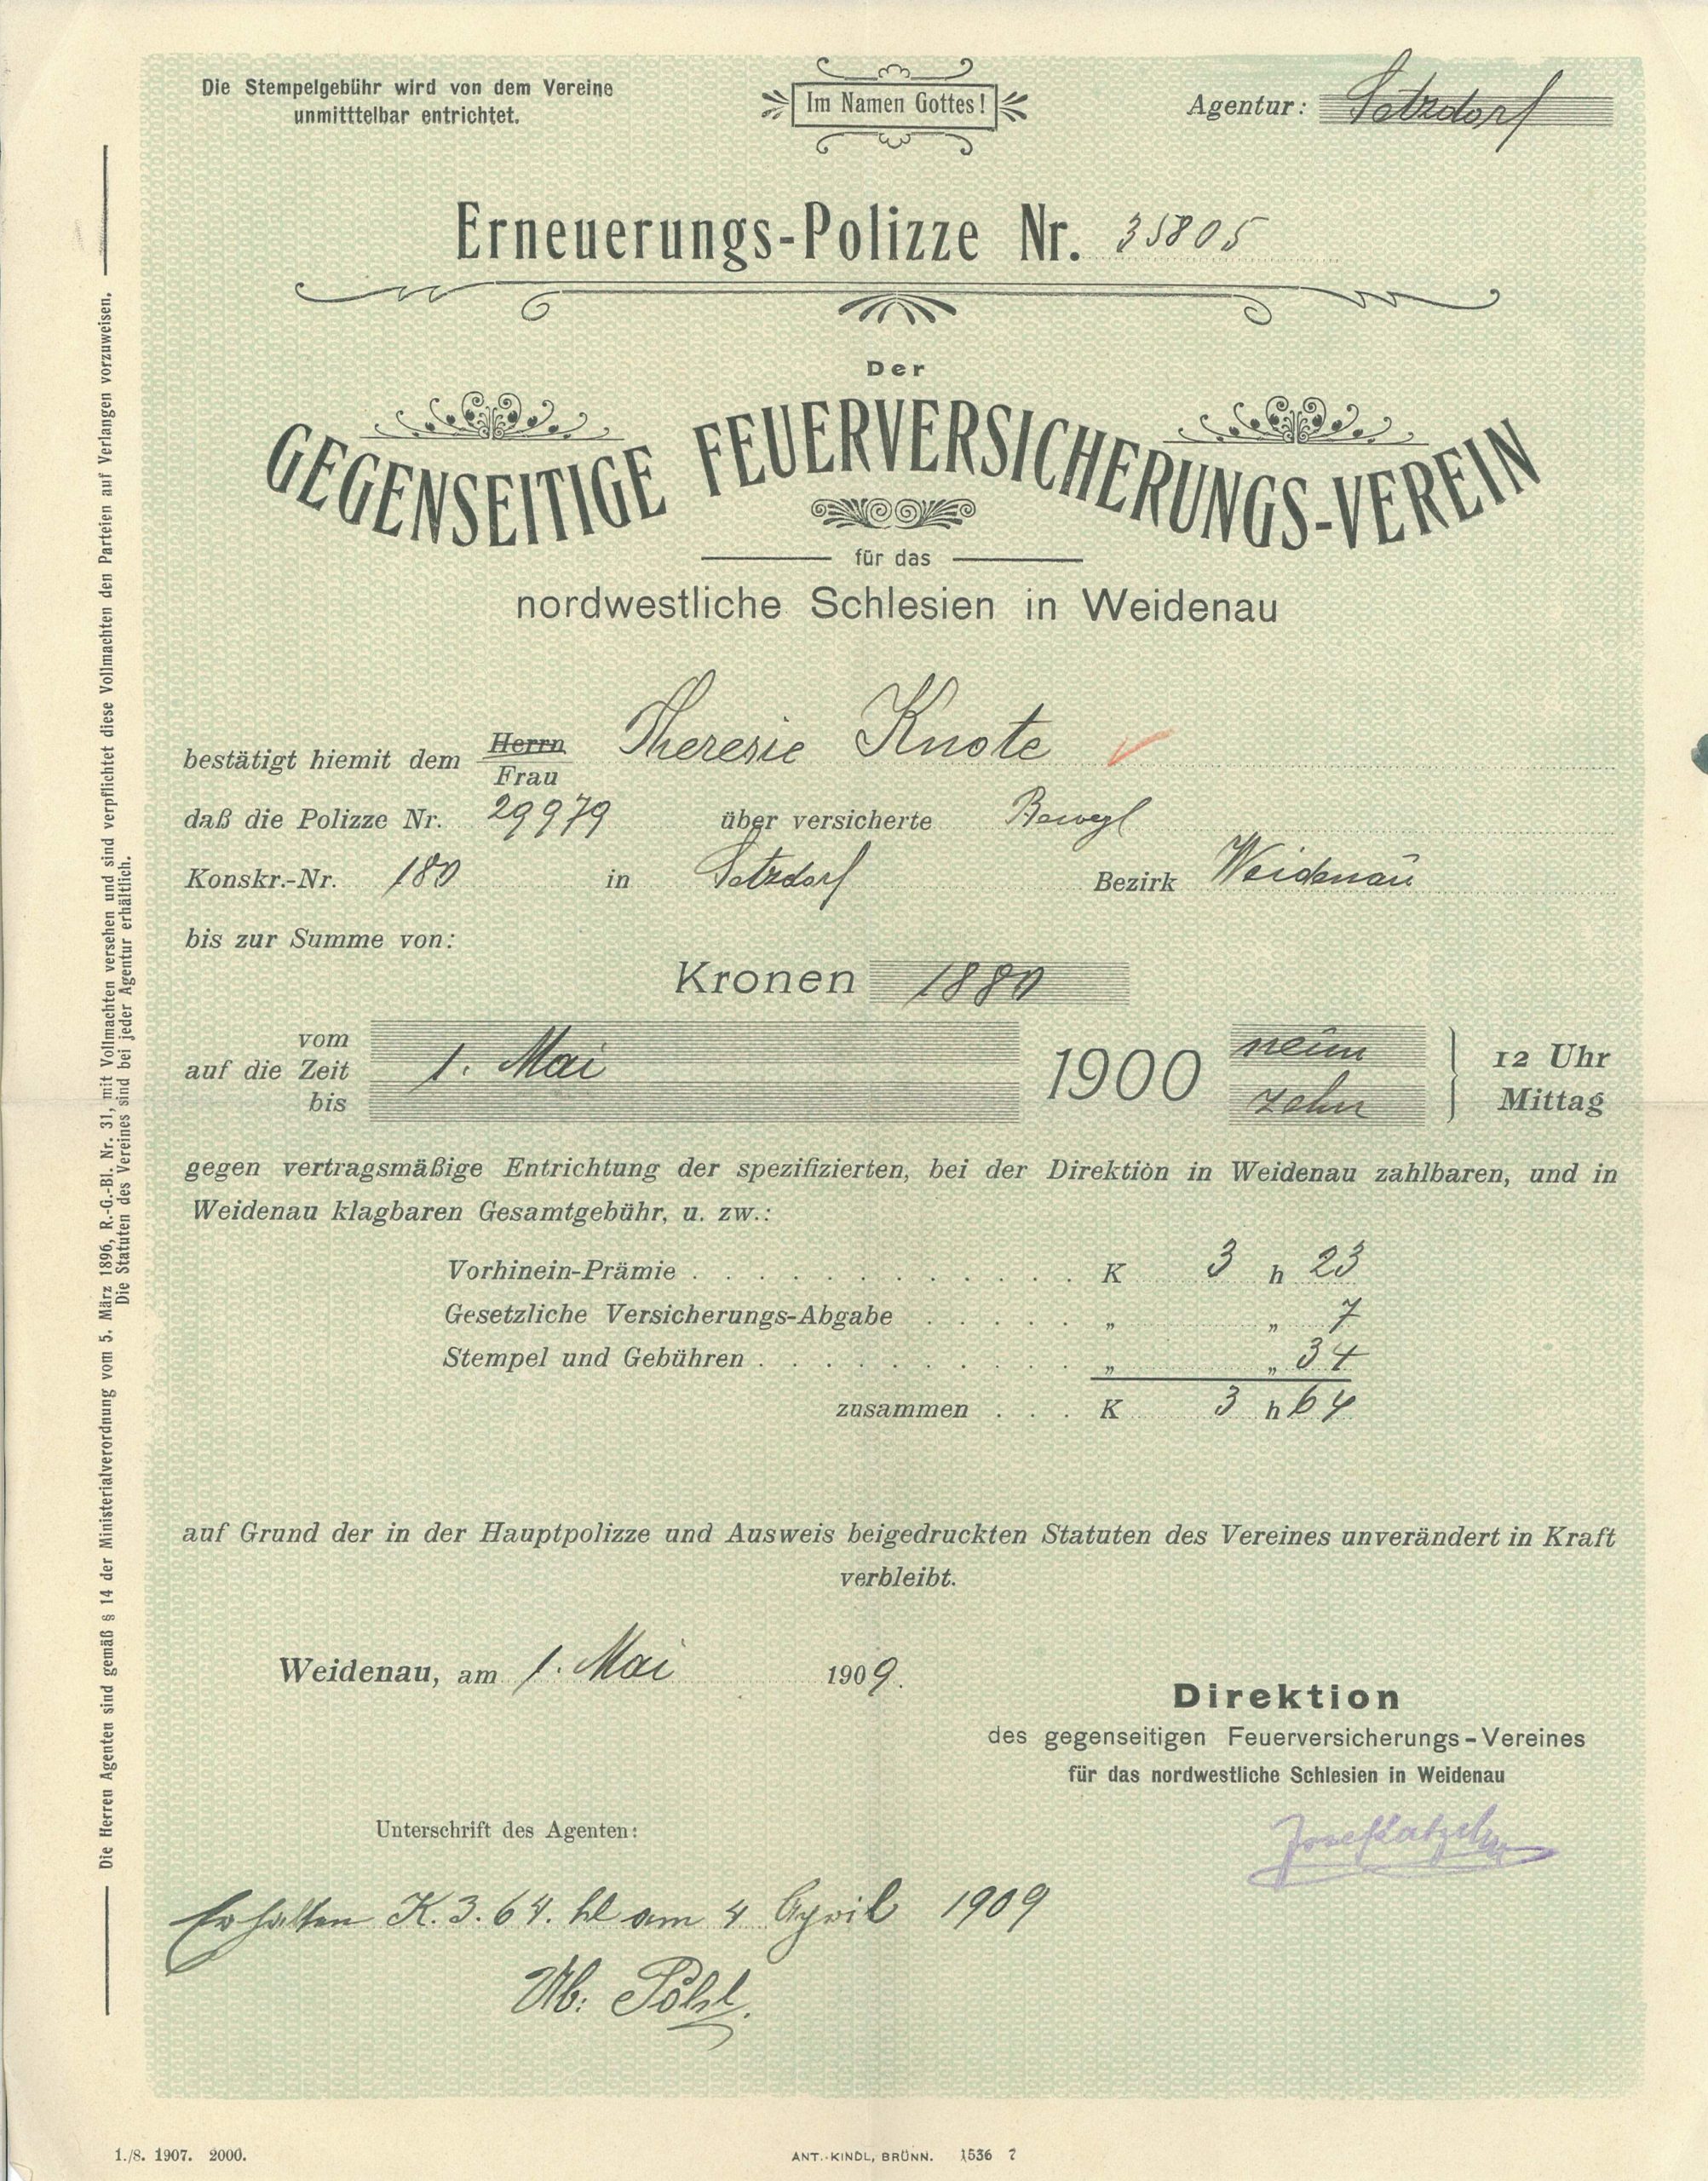 Die Stempelgebühr wird von dem Vereine
unmitttelbar entrichtet.
Im Namen Gottes!
Agentur: Setzdorf
Erneuerungs-Polizze Nr. 35805
Der
GEGENSEITIGE FEUERVERSICHERUNGS-VEREIN
für das
nordwestliche Schlesien in Weidenau
bestätigt hiemit dem Herrn Frau Theresie Knote
daß die Polizze Nr. 29979 über versicherte Bewegl
Konskr.-Nr. 180 in Setzdorf Bezirk Weidenau
bis zur Summe von:
Kronen 1880
vom
auf die Zeit 1. Mai 1900 neun 12 Uhr
bis zehn Mittag
gegen vertragsmäßige Entrichtung der spezifizierten, bei der Direktion in Weidenau zahlbaren, und in
Weidenau klagbaren Gesamtgebühr, u. zw.:
Vorhinein-Prämie . . . . . . . . . . . . K 3 h 23
Gesetzliche Versicherungs-Abgabe . . . . . „ „ 7
Stempel und Gebühren . . . . . . . . . . „ „ 34
zusammen . . . K 3 h 64
auf Grund der in der Hauptpolizze und Ausweis beigedruckten Statuten des Vereines unverändert in Kraft
verbleibt.
Weidenau, am 1. Mai 1909.
Direktion
des gegenseitigen Feuerversicherungs-Vereines
für das nordwestliche Schlesien in Weidenau
Unterschrift des Agenten:
Erhalten K. 3. 64. hl am 4 April 1909
Pöhl.
Die Herren Agenten sind gemäß § 14 der Ministerialverordnung vom 5. März 1896, R.-G.-Bl. Nr. 31, mit Vollmachten versehen und sind verpflichtet diese Vollmachten den Parteien auf Verlangen vorzuweisen.
Die Statuten des Vereines sind bei jeder Agentur erhältlich.
1./8. 1907. 2000.
ANT. KINDL, BRÜNN. 1536 7